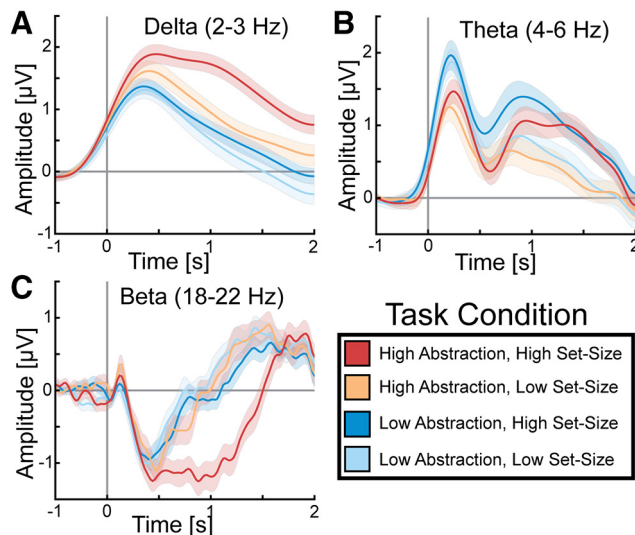 A
Delta (2-3 Hz)
Amplitude [µV]
2
1
0
-1
-1
0
1
2
Time [s]
B
Theta (4-6 Hz)
Amplitude [µV]
2
1
0
-1
0
1
2
Time [s]
C
Beta (18-22 Hz)
Amplitude [µV]
1
0
-1
-1
0
1
2
Time [s]
Task Condition
High Abstraction, High Set-Size
High Abstraction, Low Set-Size
Low Abstraction, High Set-Size
Low Abstraction, Low Set-Size